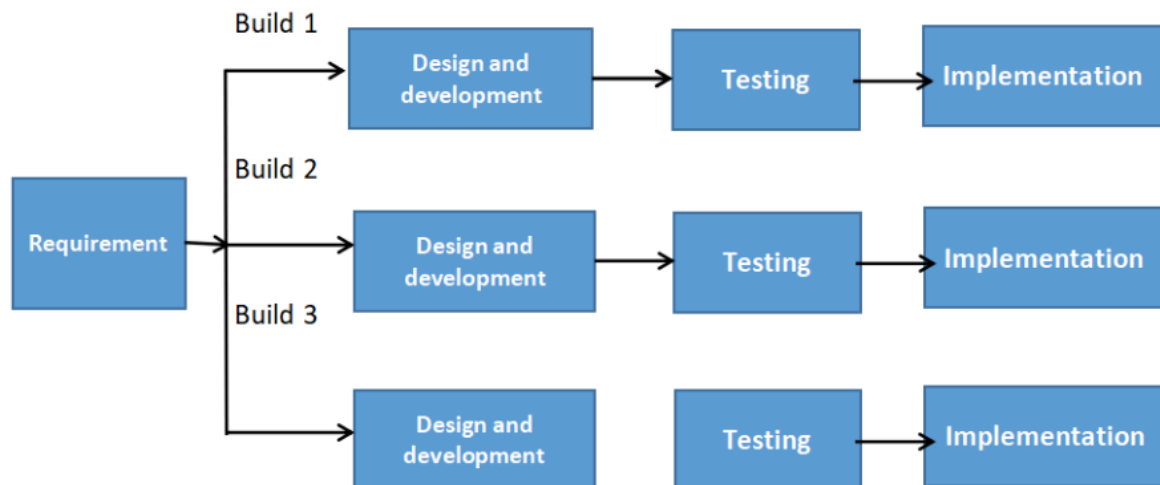 Build 1
Design and
development
Testing
Implementation
Build 2
Requirement
Design and
development
Testing
Implementation
Build 3
Design and
development
Testing
Implementation